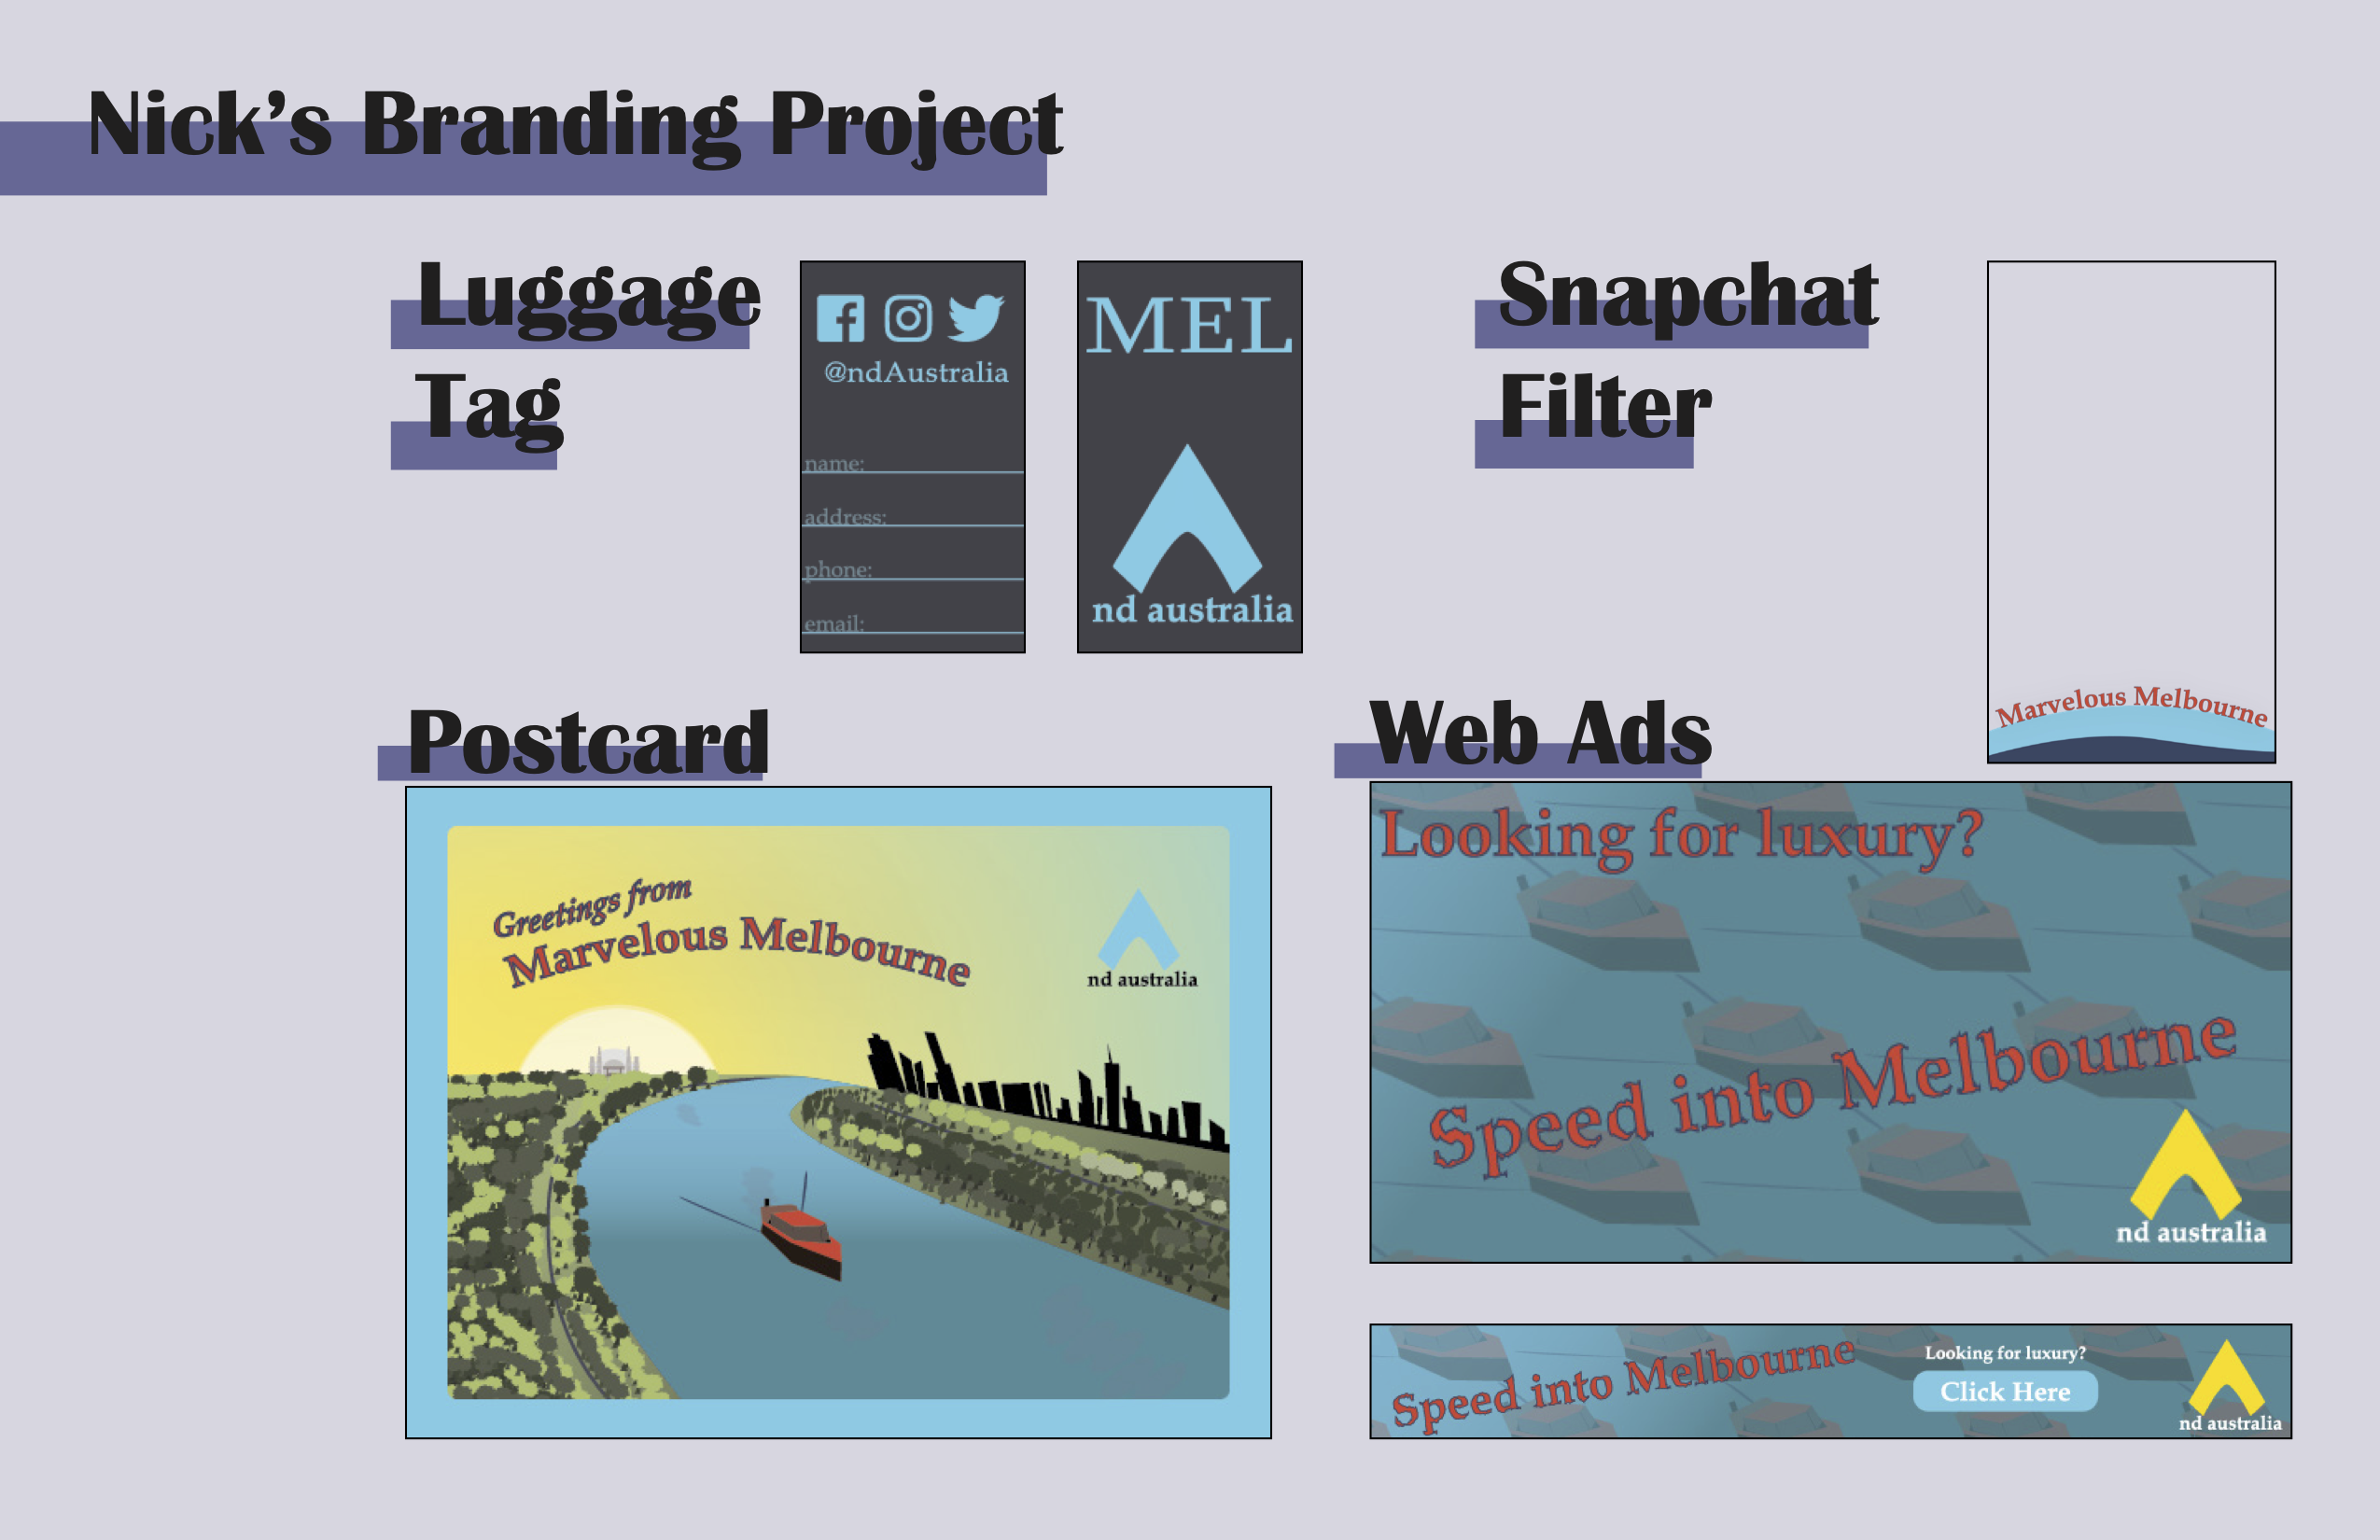 Nick’s Branding Project
Luggage
Tag
@ndAustralia
name:
address:
phone:
email:
MEL
nd australia
Snapchat
Filter
Marvelous Melbourne
Postcard
Greetings from
Marvelous Melbourne
nd australia
Web Ads
Looking for luxury?
Speed into Melbourne
nd australia
Speed into Melbourne
Looking for luxury?
Click Here
nd australia